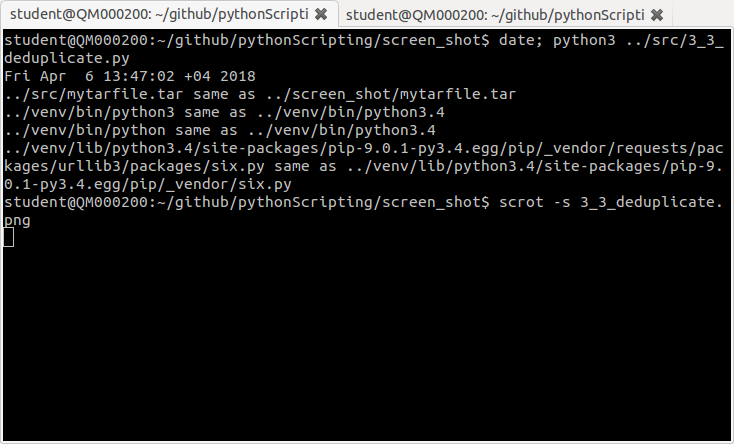 student@QM000200: ~/github/pythonScripti ✖ student@QM000200: ~/github/pythonScripti ✖
student@QM000200:~/github/pythonScripting/screen_shot$ date; python3 ../src/3_3_
deduplicate.py
Fri Apr  6 13:47:02 +04 2018
../src/mytarfile.tar same as ../screen_shot/mytarfile.tar
../venv/bin/python3 same as ../venv/bin/python3.4
../venv/bin/python same as ../venv/bin/python3.4
../venv/lib/python3.4/site-packages/pip-9.0.1-py3.4.egg/pip/_vendor/requests/pac
kages/urllib3/packages/six.py same as ../venv/lib/python3.4/site-packages/pip-9.
0.1-py3.4.egg/pip/_vendor/six.py
student@QM000200:~/github/pythonScripting/screen_shot$ scrot -s 3_3_deduplicate.
png